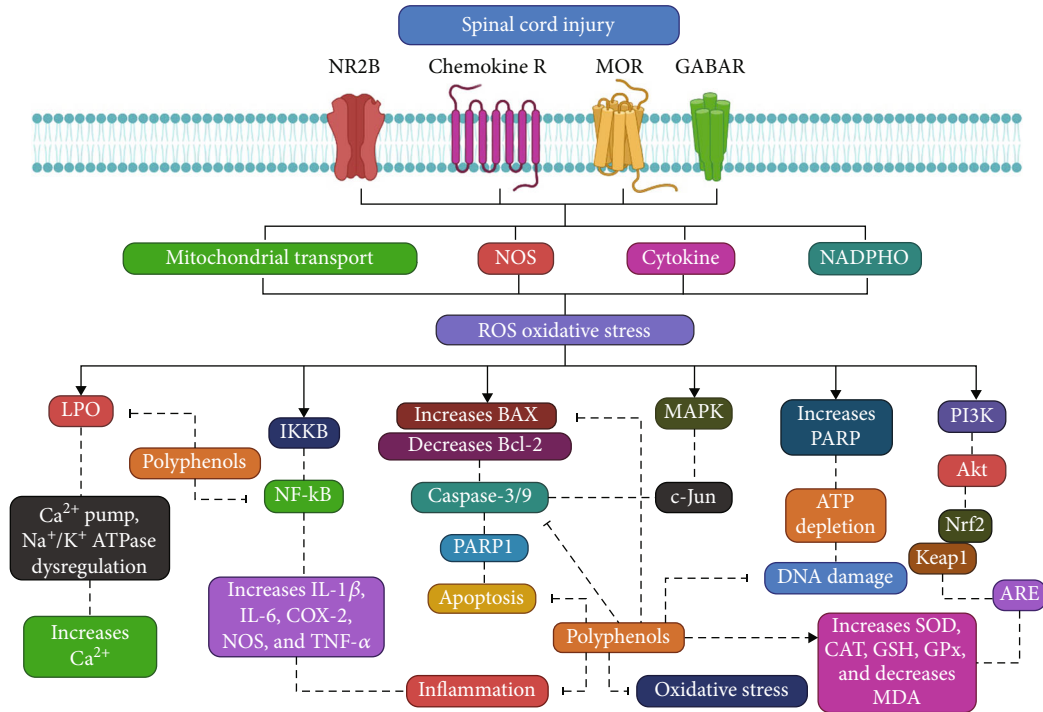 Spinal cord injury
NR2B
Chemokine R
MOR
GABAR
Mitochondrial transport
NOS
Cytokine
NADPHO
ROS oxidative stress
LPO
IKKB
Increases BAX
Decreases Bcl-2
MAPK
Increases
PARP
PI3K
Polyphenols
NF-kB
Caspase-3/9
c-Jun
ATP
depletion
Akt
Nrf2
Keap1
Ca²⁺ pump,
Na⁺/K⁺ ATPase
dysregulation
PARP1
DNA damage
Apoptosis
ARE
Increases IL-1β,
IL-6, COX-2,
NOS, and TNF-α
Increases
Ca²⁺
Polyphenols
Increases SOD,
CAT, GSH, GPx,
and decreases
MDA
Inflammation
Oxidative stress